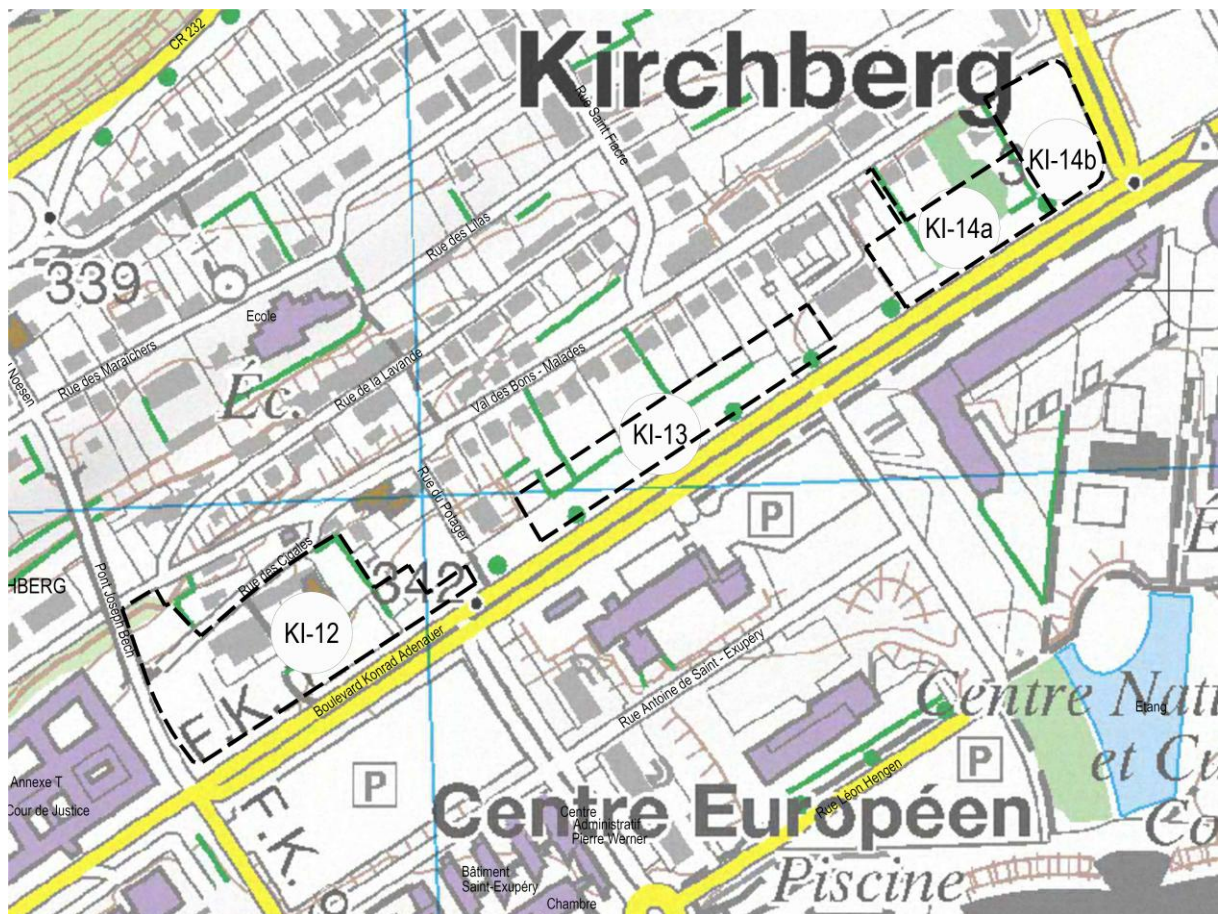 CR 232
Kirchberg
Rue Saint Fiacre
3
KI-14b
KI-14a
339
Rue des Lilas
Ecole
Rue des Maraichers
Éc.
Rue de la Lavande
Val des Bons - Malades
Noesen
KI-13
Rue du Potager
P
HBERG
Rue des Cigales
342
Pont Joseph Bech
KI-12
Boulevard Konrad Adenauer
F.K.
Rue Antoine de Saint - Exupéry
Centre Nat
Etang
et Cu
Co
Annexe T
Cour de Justice
P
F.K.
P
Rue Léon Hengen
Centre Européen
Centre
Administratif
Pierre Werner
Bâtiment
Saint-Exupéry
Chambre
Piscine